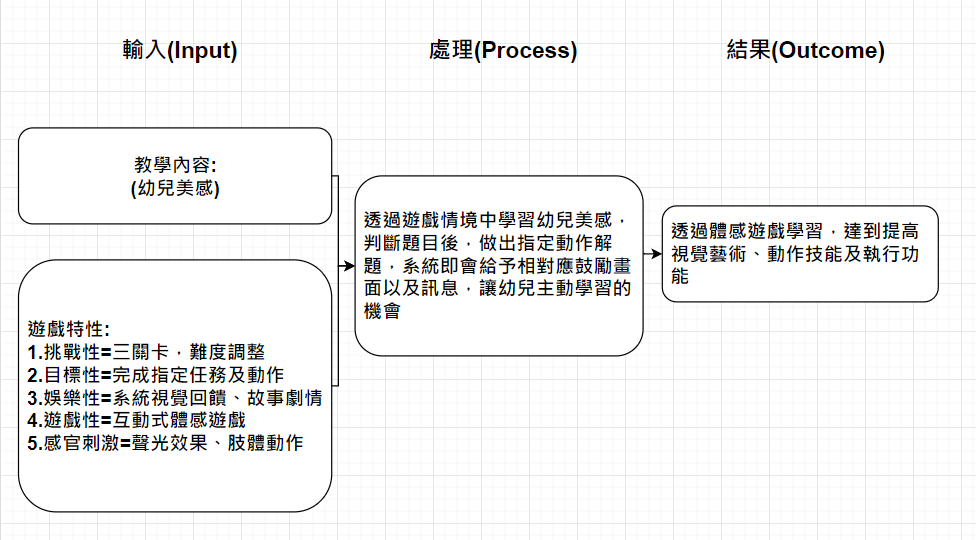 輸入(Input)
處理(Process)
結果(Outcome)
教學內容:
(幼兒美感)
遊戲特性:
1.挑戰性=三關卡，難度調整
2.目標性=完成指定任務及動作
3.娛樂性=系統視覺回饋、故事劇情
4.遊戲性=互動式體感遊戲
5.感官刺激=聲光效果、肢體動作
透過遊戲情境中學習幼兒美感，
判斷題目後，做出指定動作解
題，系統即會給予相對應鼓勵畫
面以及訊息，讓幼兒主動學習的
機會
透過體感遊戲學習，達到提高
視覺藝術、動作技能及執行功
能